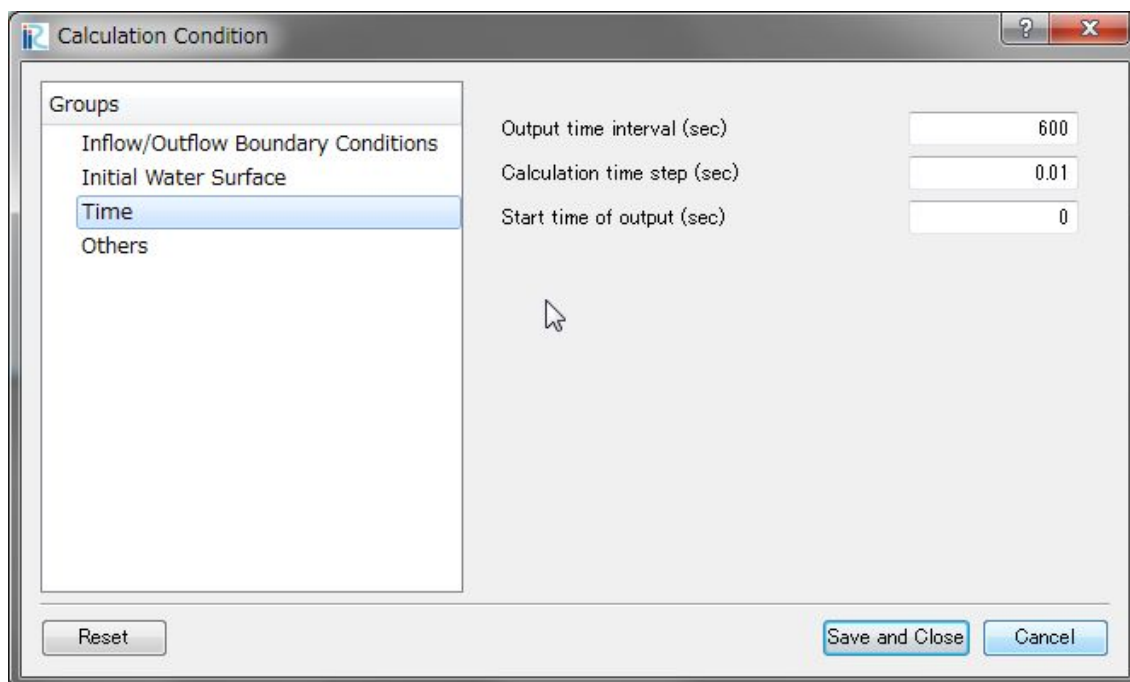 iRIC Calculation Condition
Groups
Inflow/Outflow Boundary Conditions
Initial Water Surface
Time
Others
Output time interval (sec) 600
Calculation time step (sec) 0.01
Start time of output (sec) 0
Reset
Save and Close
Cancel